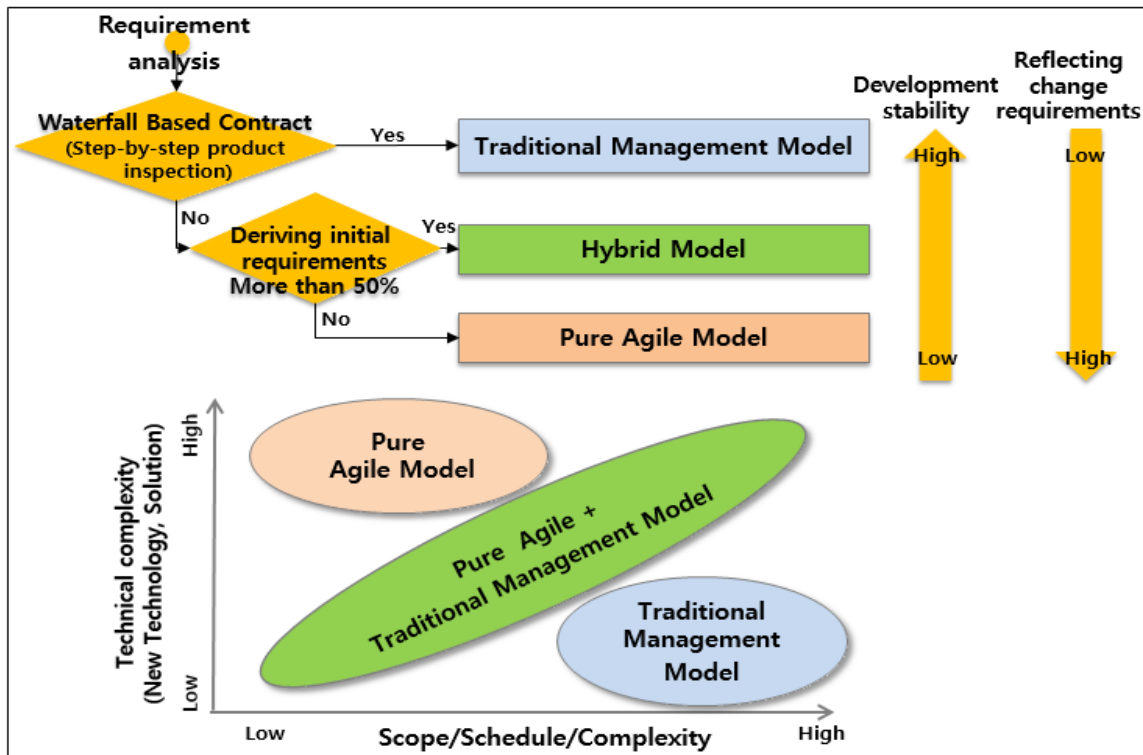 Requirement
analysis
Waterfall Based Contract
(Step-by-step product
inspection)
Yes
Traditional Management Model
No
Deriving initial
requirements
More than 50%
Yes
Hybrid Model
No
Pure Agile Model
Development
stability
High
Low
Reflecting
change
requirements
Low
High
Technical complexity
(New Technology, Solution)
High
Low
Pure
Agile Model
Pure Agile +
Traditional Management Model
Traditional
Management
Model
Low
Scope/Schedule/Complexity
High